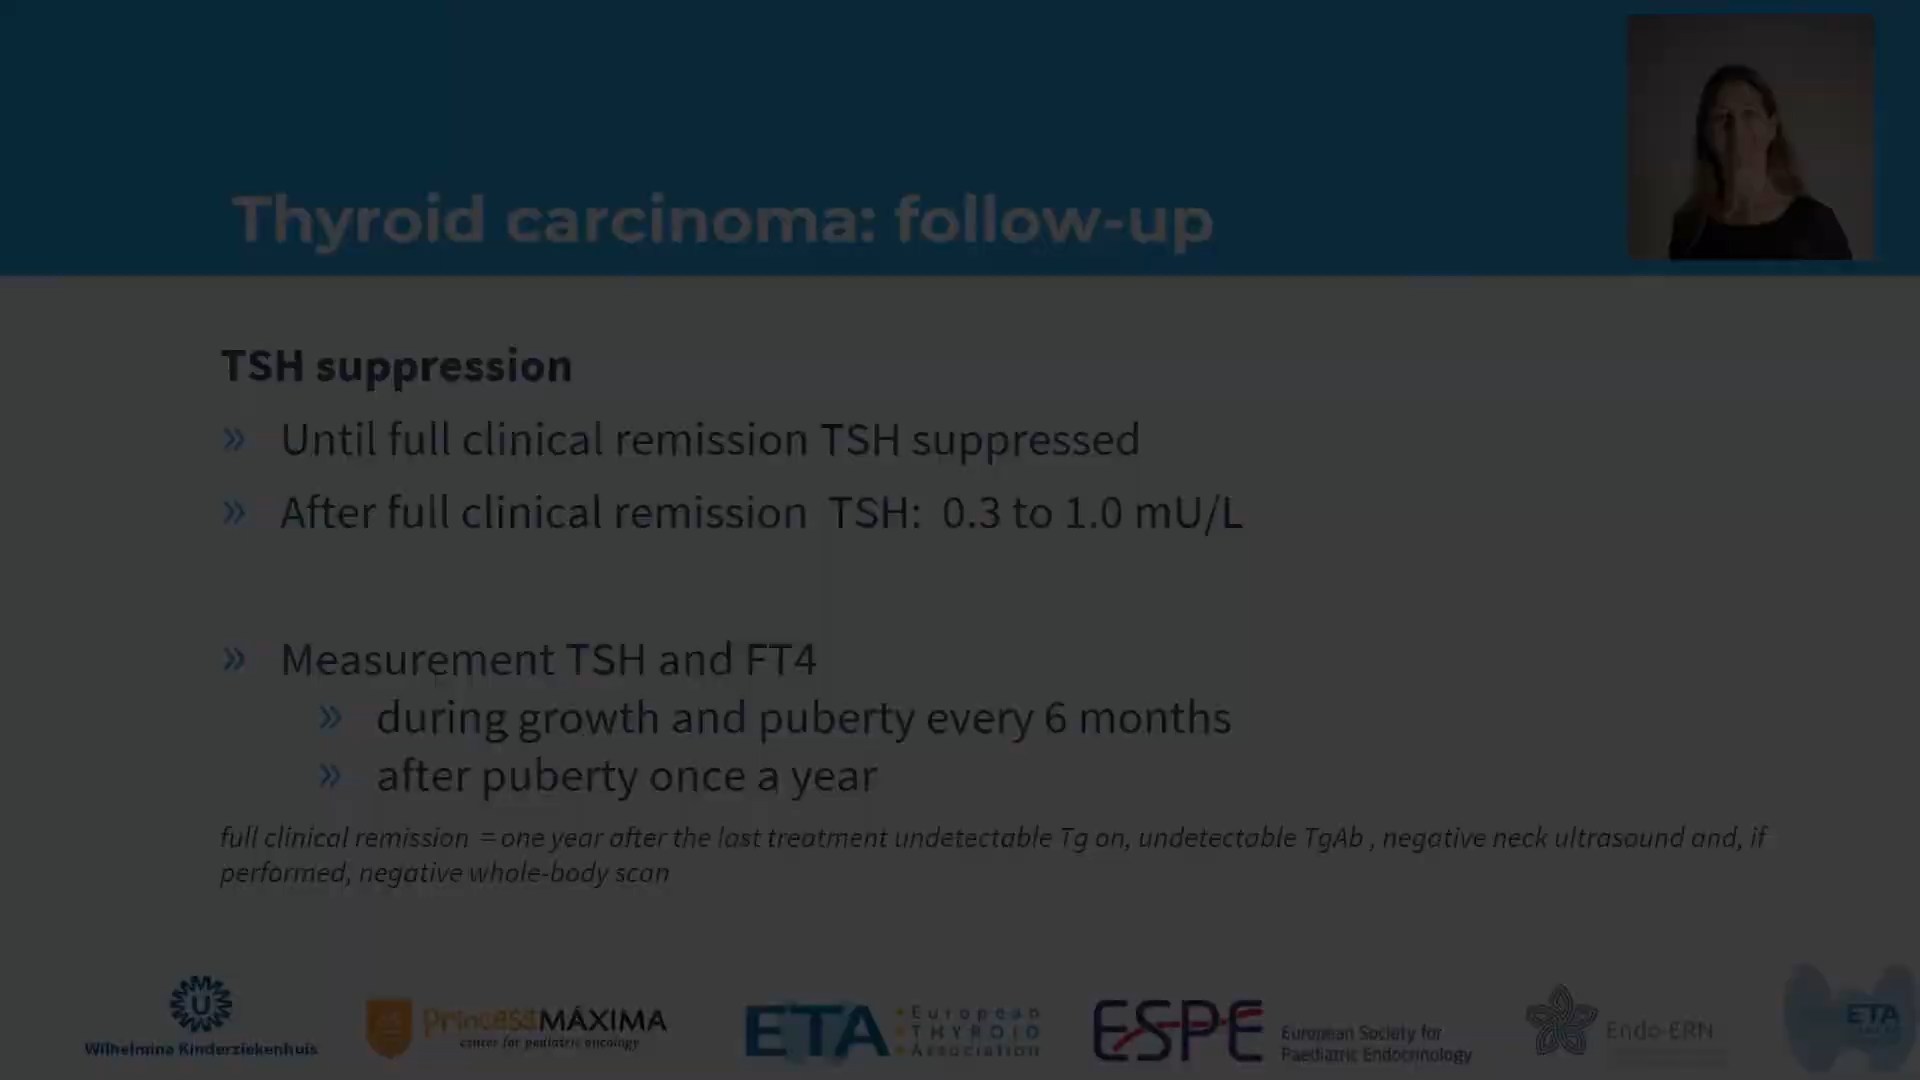 Thyroid carcinoma: follow-up
TSH suppression
» Until full clinical remission TSH suppressed
» After full clinical remission TSH: 0.3 to 1.0 mU/L
» Measurement TSH and FT4
» during growth and puberty every 6 months
» after puberty once a year
full clinical remission = one year after the last treatment undetectable Tg on, undetectable TgAb , negative neck ultrasound and, if
performed, negative whole-body scan
U
Wilhelmina Kinderziekenhuis
princess MÁXIMA
center for pediatric oncology
ETA
European
THYROID
Association
ESPE
European Society for
Paediatric Endocrinology
Endo-ERN
ETA